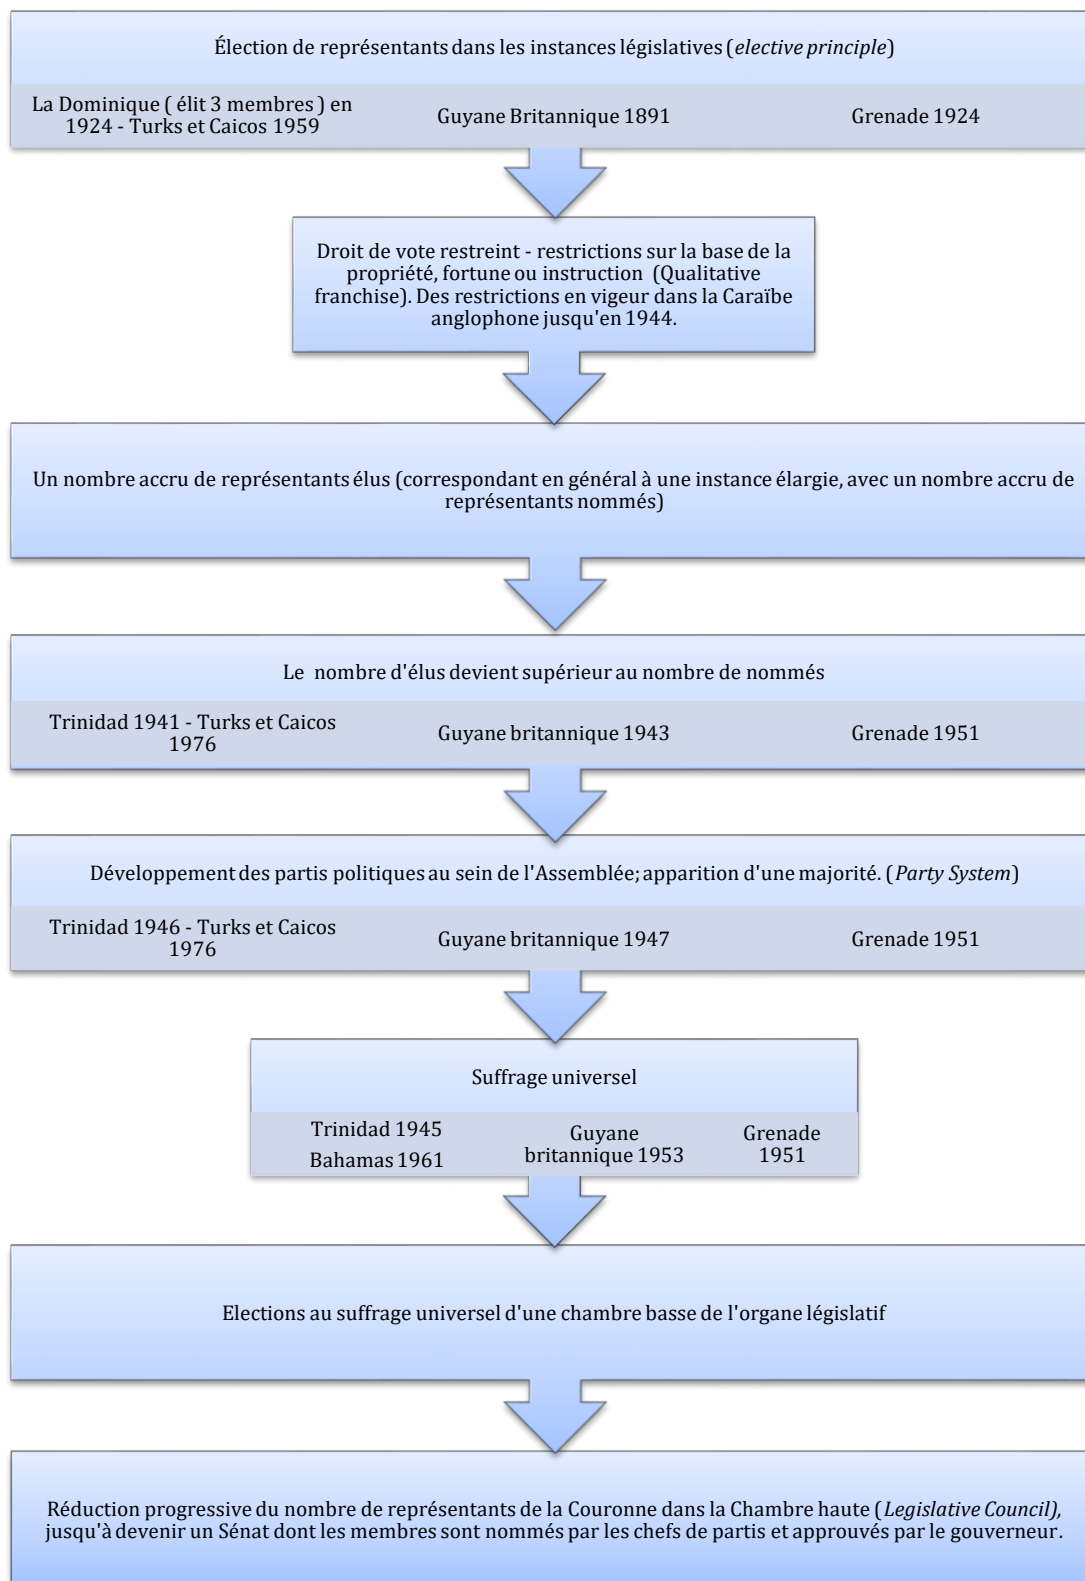 Élection de représentants dans les instances législatives (elective principle)
La Dominique ( élit 3 membres ) en
1924 - Turks et Caicos 1959
Guyane Britannique 1891
Grenade 1924
Droit de vote restreint - restrictions sur la base de la
propriété, fortune ou instruction (Qualitative
franchise). Des restrictions en vigeur dans la Caraïbe
anglophone jusqu'en 1944.
Un nombre accru de représentants élus (correspondant en général à une instance élargie, avec un nombre accru de
représentants nommés)
Le nombre d'élus devient supérieur au nombre de nommés
Trinidad 1941 - Turks et Caicos
1976
Guyane britannique 1943
Grenade 1951
Développement des partis politiques au sein de l'Assemblée; apparition d'une majorité. (Party System)
Trinidad 1946 - Turks et Caicos
1976
Guyane britannique 1947
Grenade 1951
Suffrage universel
Trinidad 1945
Bahamas 1961
Guyane
britannique 1953
Grenade
1951
Elections au suffrage universel d'une chambre basse de l'organe législatif
Réduction progressive du nombre de représentants de la Couronne dans la Chambre haute (Legislative Council),
jusqu'à devenir un Sénat dont les membres sont nommés par les chefs de partis et approuvés par le gouverneur.